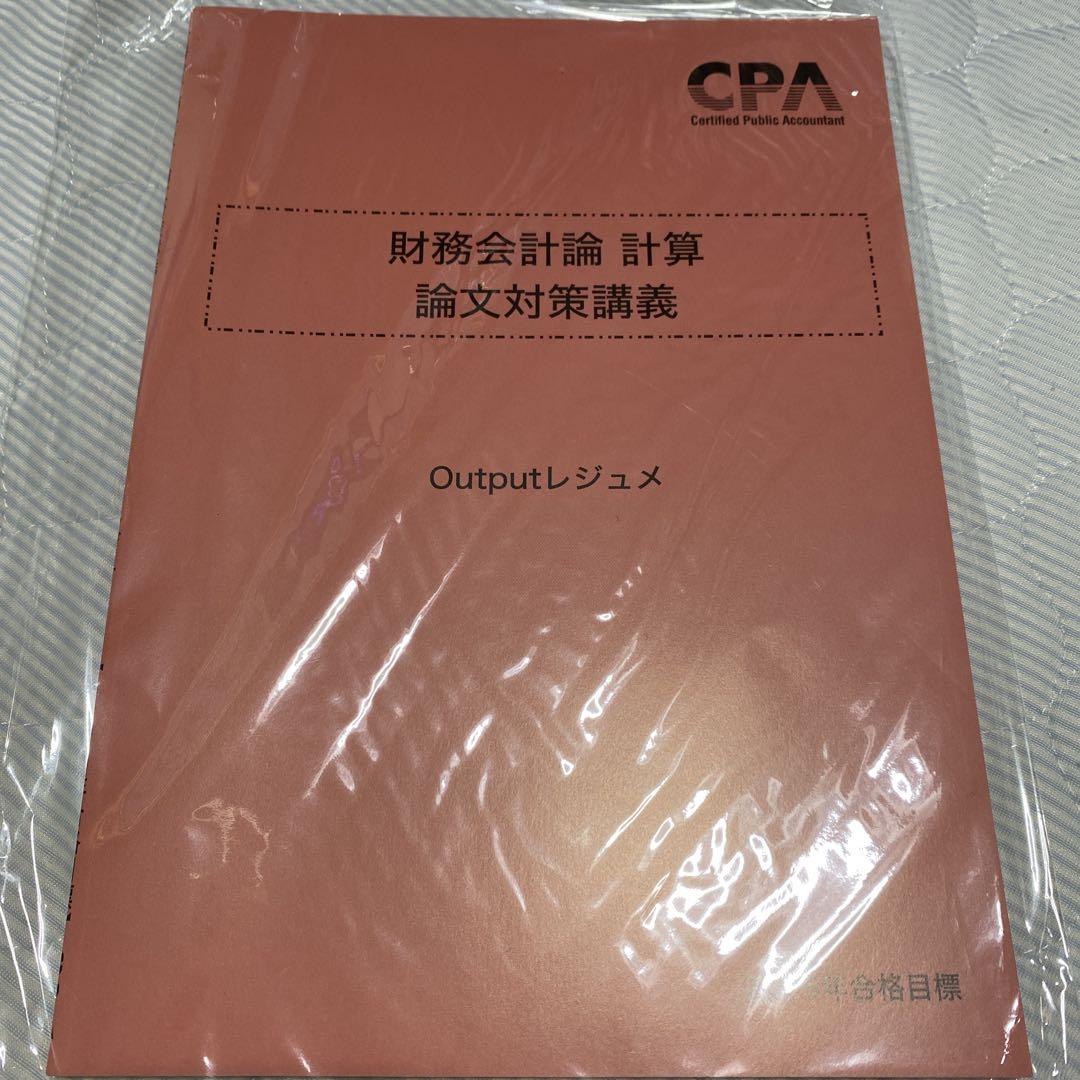 CPA
Certified Public Accountant
財務会計論 計算
論文対策講義
Outputレジュメ
年合格目標